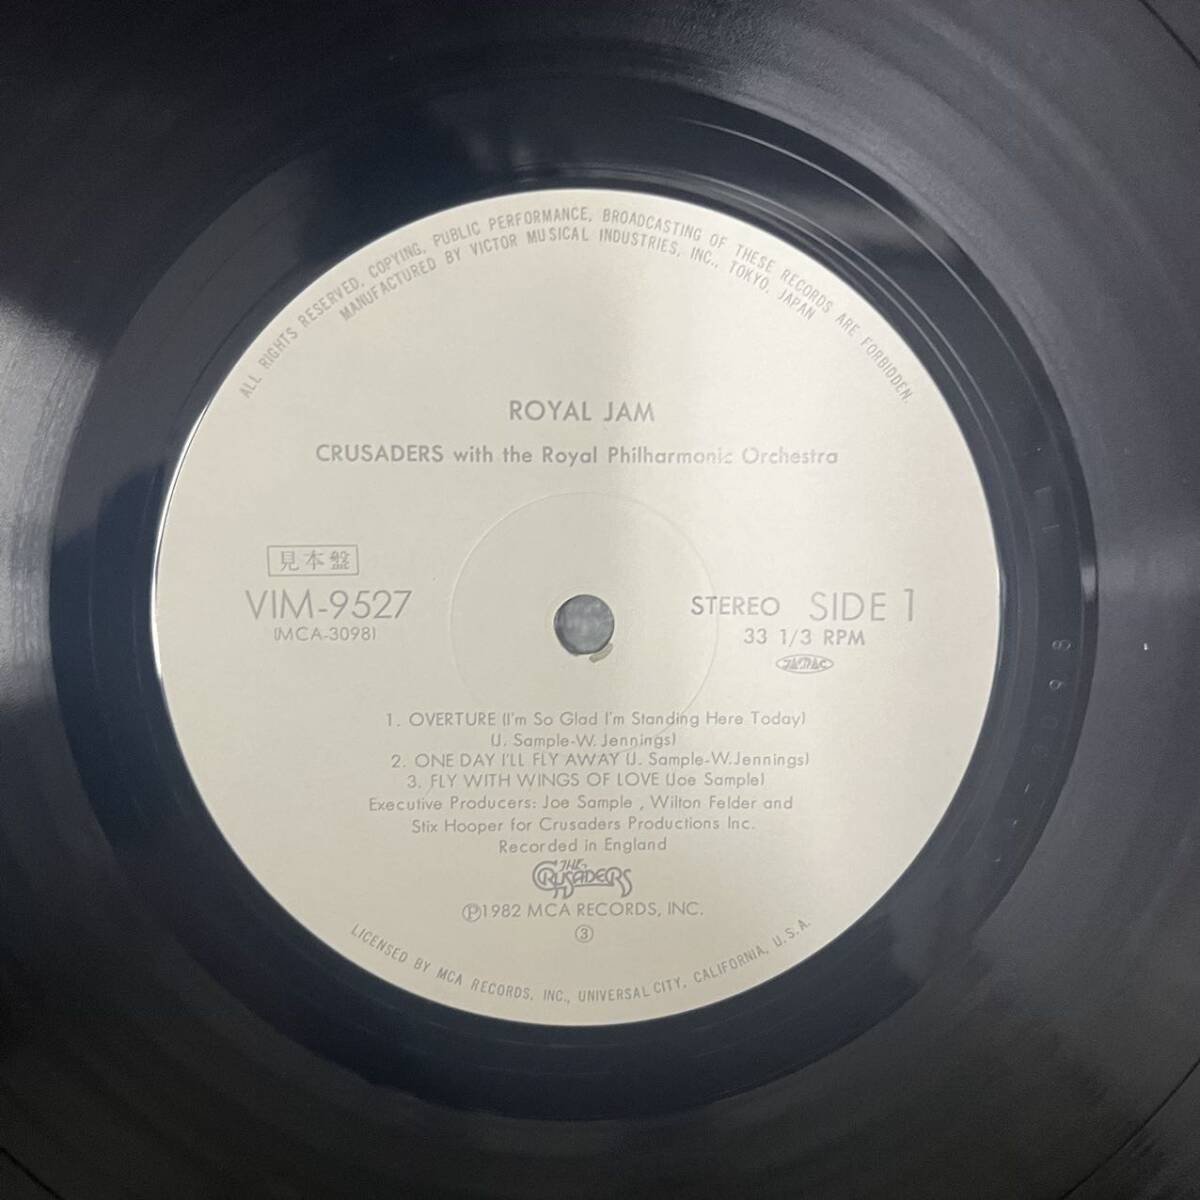 ALL RIGHTS RESERVED. COPYING, PUBLIC PERFORMANCE, BROADCASTING OF THESE RECORDS ARE FORBIDDEN.
MANUFACTURED BY VICTOR MUSICAL INDUSTRIES, INC., TOKYO, JAPAN
ROYAL JAM
CRUSADERS with the Royal Philharmonic Orchestra
見本盤
VIM-9527
(MCA-3098)
STEREO SIDE 1
33 1/3 RPM
1. OVERTURE (I'm So Glad I'm Standing Here Today)
(J. Sample-W. Jennings)
2. ONE DAY I'LL FLY AWAY (J. Sample-W.Jennings)
3. FLY WITH WINGS OF LOVE (Joe Sample)
Executive Producers: Joe Sample , Wilton Felder and
Stix Hooper for Crusaders Productions Inc.
Recorded in England
THE CRUSADERS
Ⓟ1982 MCA RECORDS, INC.
③
LICENSED BY MCA RECORDS, INC., UNIVERSAL CITY, CALIFORNIA, U.S.A.